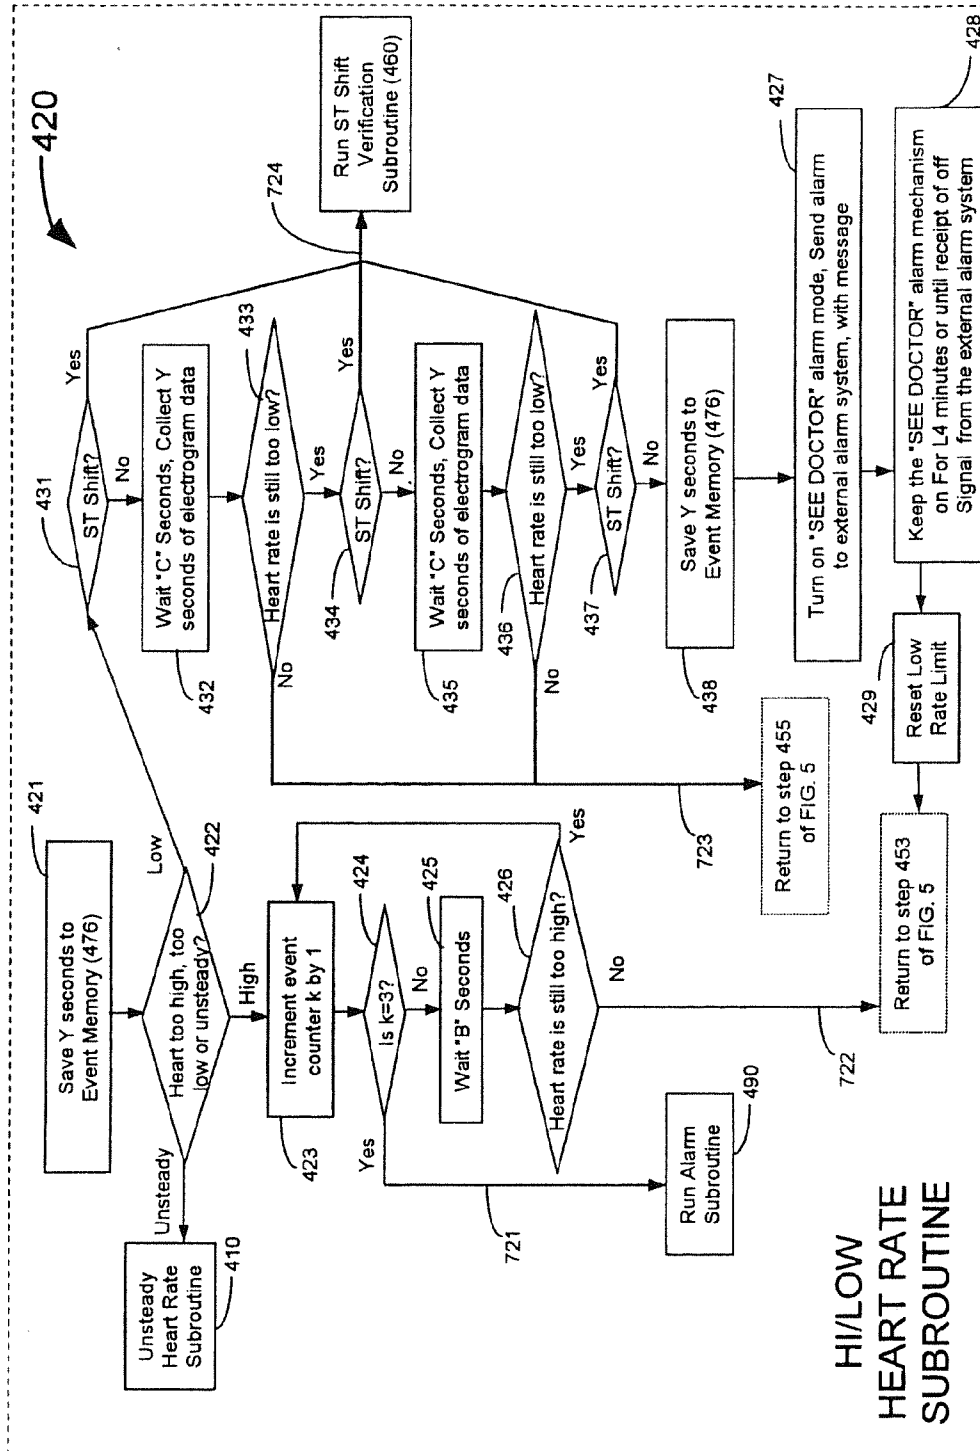 420
421
Save Y seconds to
Event Memory (476)
Heart too high, too
low or unsteady?
422
Low
High
Unsteady
Unsteady
Heart Rate
Subroutine
410
Increment event
counter k by 1
423
Is k=3?
424
Yes
No
Wait "B" Seconds
425
Heart rate is still too high?
426
Yes
No
721
Run Alarm
Subroutine
490
722
Return to step 453
of FIG. 5
431
ST Shift?
Yes
No
Wait "C" Seconds, Collect Y
seconds of electrogram data
432
Heart rate is still too low?
433
No
Yes
ST Shift?
434
Yes
No
724
Run ST Shift
Verification
Subroutine (460)
Wait "C" Seconds, Collect Y
seconds of electrogram data
435
Heart rate is still too low?
436
No
Yes
ST Shift?
437
Yes
No
723
Return to step 455
of FIG. 5
Save Y seconds to
Event Memory (476)
438
Turn on "SEE DOCTOR" alarm mode, Send alarm
to external alarm system, with message
427
Keep the "SEE DOCTOR" alarm mechanism
on For L4 minutes or until receipt of off
Signal from the external alarm system
428
Reset Low
Rate Limit
429
HI/LOW
HEART RATE
SUBROUTINE